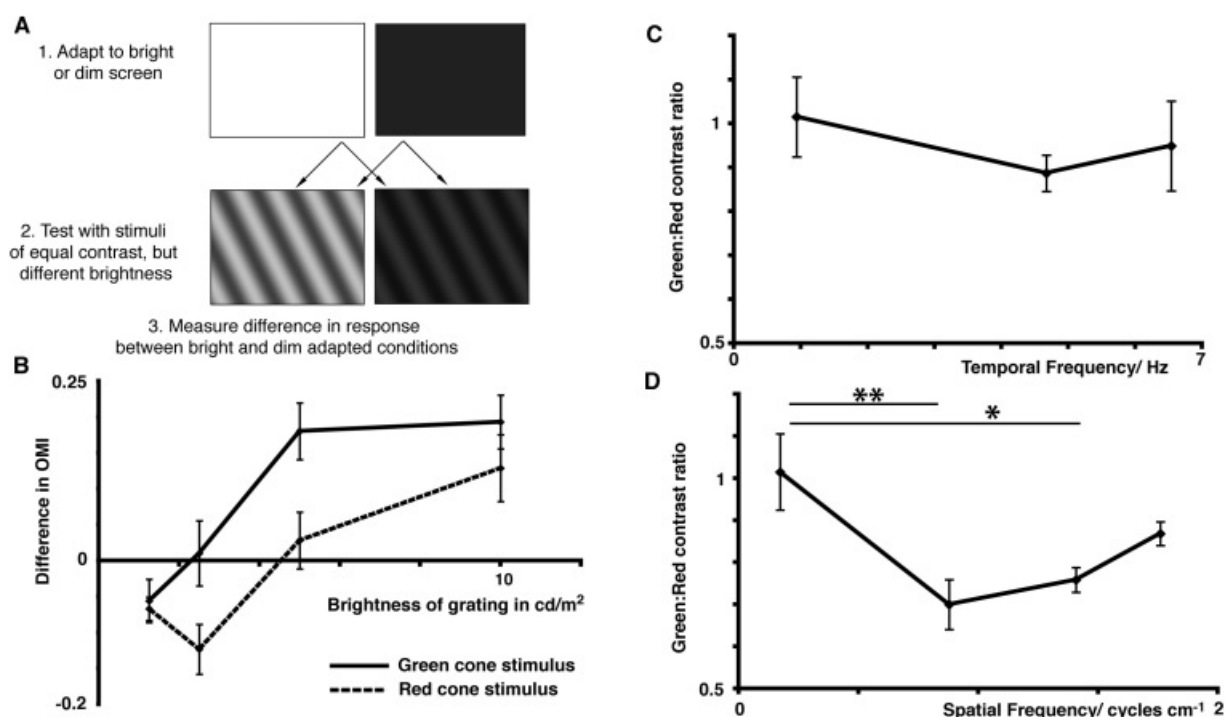 A
1. Adapt to bright
or dim screen
2. Test with stimuli
of equal contrast, but
different brightness
3. Measure difference in response
between bright and dim adapted conditions
B
0.25
Difference in OMI
0
10
Brightness of grating in cd/m²
Green cone stimulus
Red cone stimulus
-0.2
C
Green:Red contrast ratio
1
0.5
0
Temporal Frequency/ Hz
7
D
**
*
Green:Red contrast ratio
1
0.5
0
Spatial Frequency/ cycles cm⁻¹
2